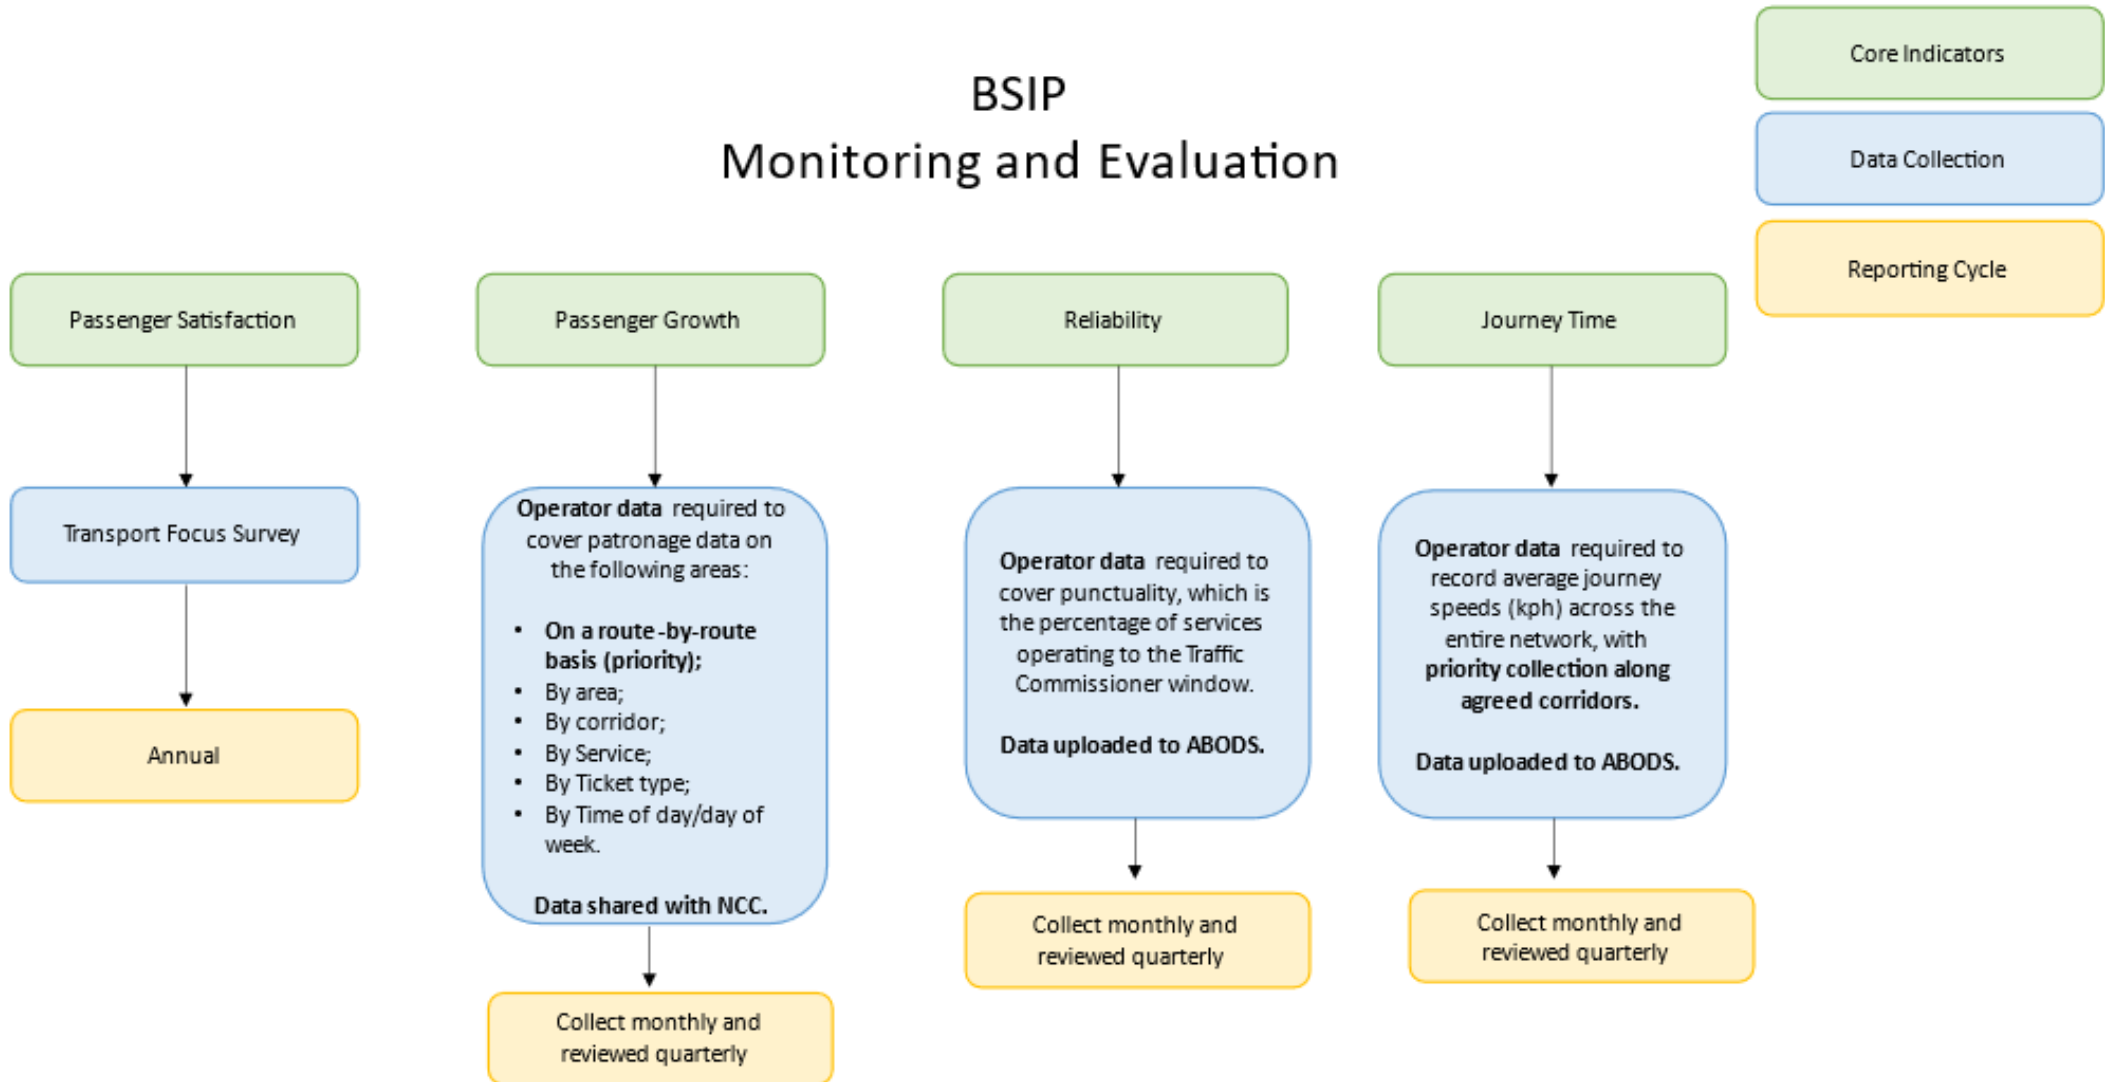 BSIP
Monitoring and Evaluation
Core Indicators
Data Collection
Reporting Cycle
Passenger Satisfaction
Transport Focus Survey
Annual
Passenger Growth
Operator data required to
cover patronage data on
the following areas:
• On a route-by-route
basis (priority);
• By area;
• By corridor;
• By Service;
• By Ticket type;
• By Time of day/day of
week.
Data shared with NCC.
Collect monthly and
reviewed quarterly
Reliability
Operator data required to
cover punctuality, which is
the percentage of services
operating to the Traffic
Commissioner window.
Data uploaded to ABODS.
Collect monthly and
reviewed quarterly
Journey Time
Operator data required to
record average journey
speeds (kph) across the
entire network, with
priority collection along
agreed corridors.
Data uploaded to ABODS.
Collect monthly and
reviewed quarterly